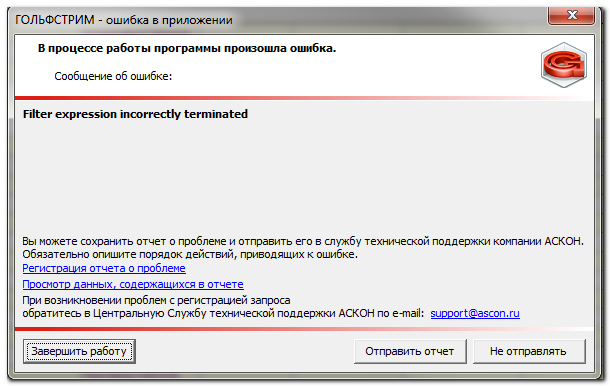 ГОЛЬФСТРИМ - ошибка в приложении
В процессе работы программы произошла ошибка.
Сообщение об ошибке:
Filter expression incorrectly terminated
Вы можете сохранить отчет о проблеме и отправить его в службу технической поддержки компании АСКОН.
Обязательно опишите порядок действий, приводящих к ошибке.
Регистрация отчета о проблеме
Просмотр данных, содержащихся в отчете
При возникновении проблем с регистрацией запроса
обратитесь в Центральную Службу технической поддержки АСКОН по e-mail: support@ascon.ru
Завершить работу
Отправить отчет
Не отправлять